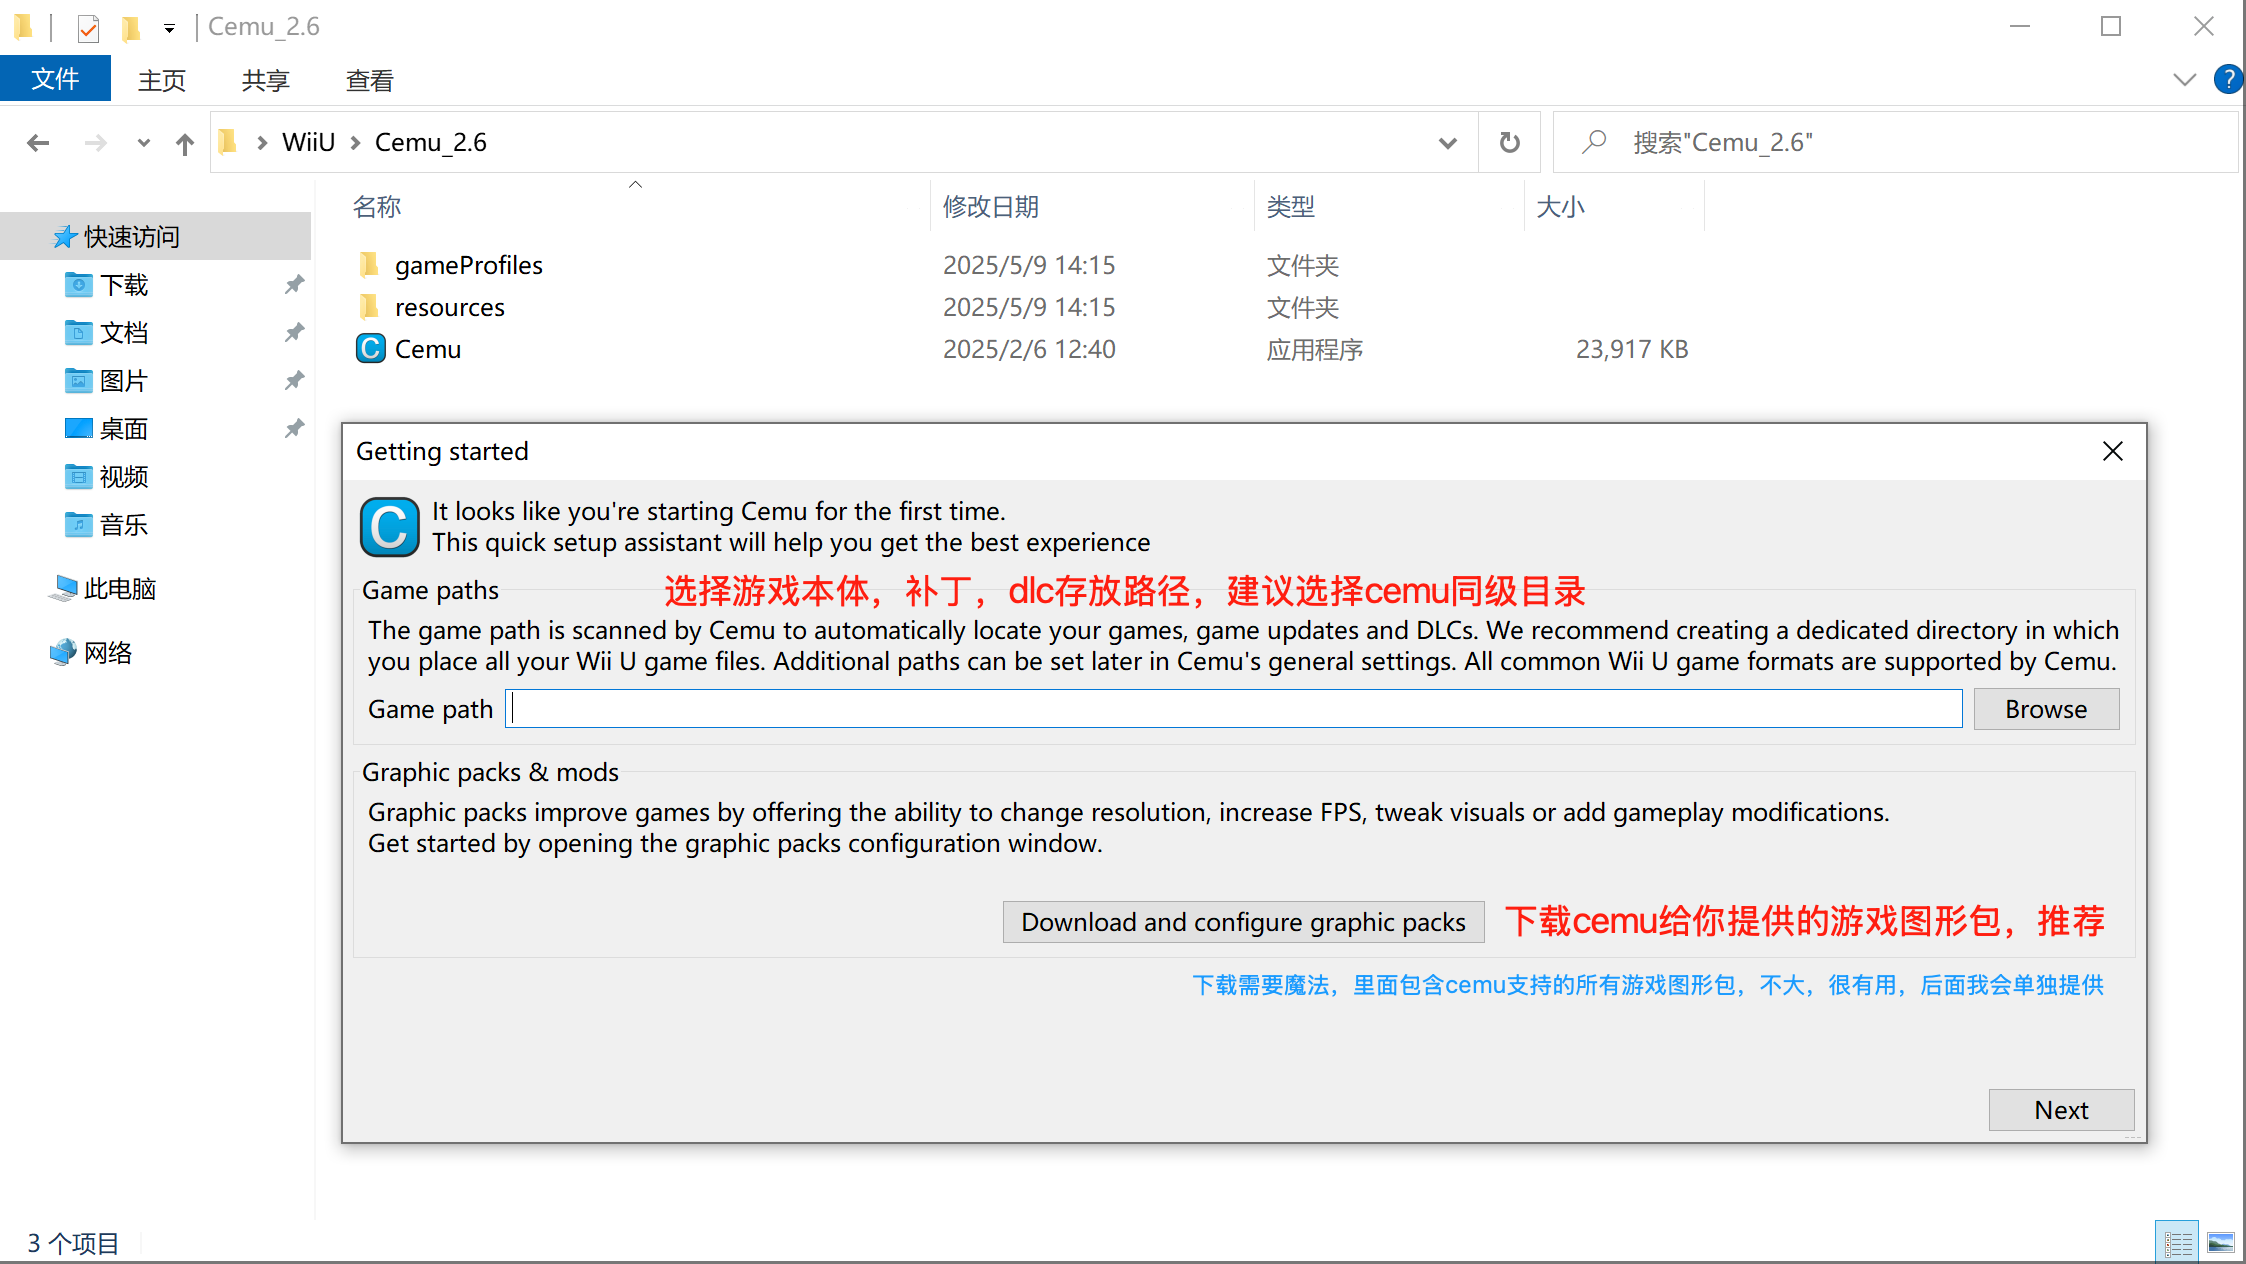 Cemu_2.6
文件 主页 共享 查看
WiiU Cemu_2.6
搜索"Cemu_2.6"
名称 修改日期 类型 大小
快速访问
下载
文档
图片
桌面
视频
音乐
此电脑
网络
gameProfiles 2025/5/9 14:15 文件夹
resources 2025/5/9 14:15 文件夹
Cemu 2025/2/6 12:40 应用程序 23,917 KB
Getting started
It looks like you're starting Cemu for the first time.
This quick setup assistant will help you get the best experience
Game paths
选择游戏本体，补丁，dlc存放路径，建议选择cemu同级目录
The game path is scanned by Cemu to automatically locate your games, game updates and DLCs. We recommend creating a dedicated directory in which
you place all your Wii U game files. Additional paths can be set later in Cemu's general settings. All common Wii U game formats are supported by Cemu.
Game path
Browse
Graphic packs & mods
Graphic packs improve games by offering the ability to change resolution, increase FPS, tweak visuals or add gameplay modifications.
Get started by opening the graphic packs configuration window.
Download and configure graphic packs
下载cemu给你提供的游戏图形包，推荐
下载需要魔法，里面包含cemu支持的所有游戏图形包，不大，很有用，后面我会单独提供
Next
3 个项目